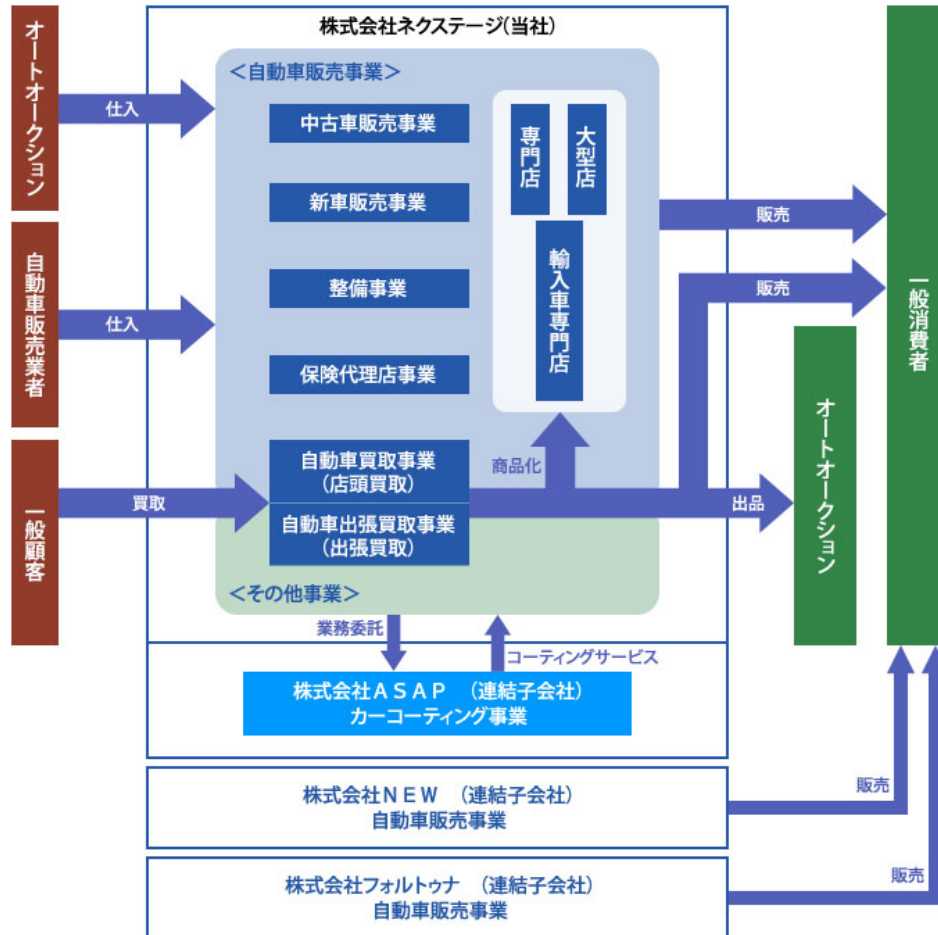 株式会社ネクステージ(当社)
オートオークション
仕入
自動車販売業者
仕入
一般顧客
買取
＜自動車販売事業＞
中古車販売事業
新車販売事業
整備事業
保険代理店事業
自動車買取事業
(店頭買取)
自動車出張買取事業
(出張買取)
＜その他事業＞
専門店
大型店
輸入車専門店
商品化
販売
販売
出品
オートオークション
一般消費者
業務委託
コーティングサービス
株式会社ＡＳＡＰ　(連結子会社)
カーコーティング事業
株式会社ＮＥＷ　(連結子会社)
自動車販売事業
販売
株式会社フォルトゥナ　(連結子会社)
自動車販売事業
販売